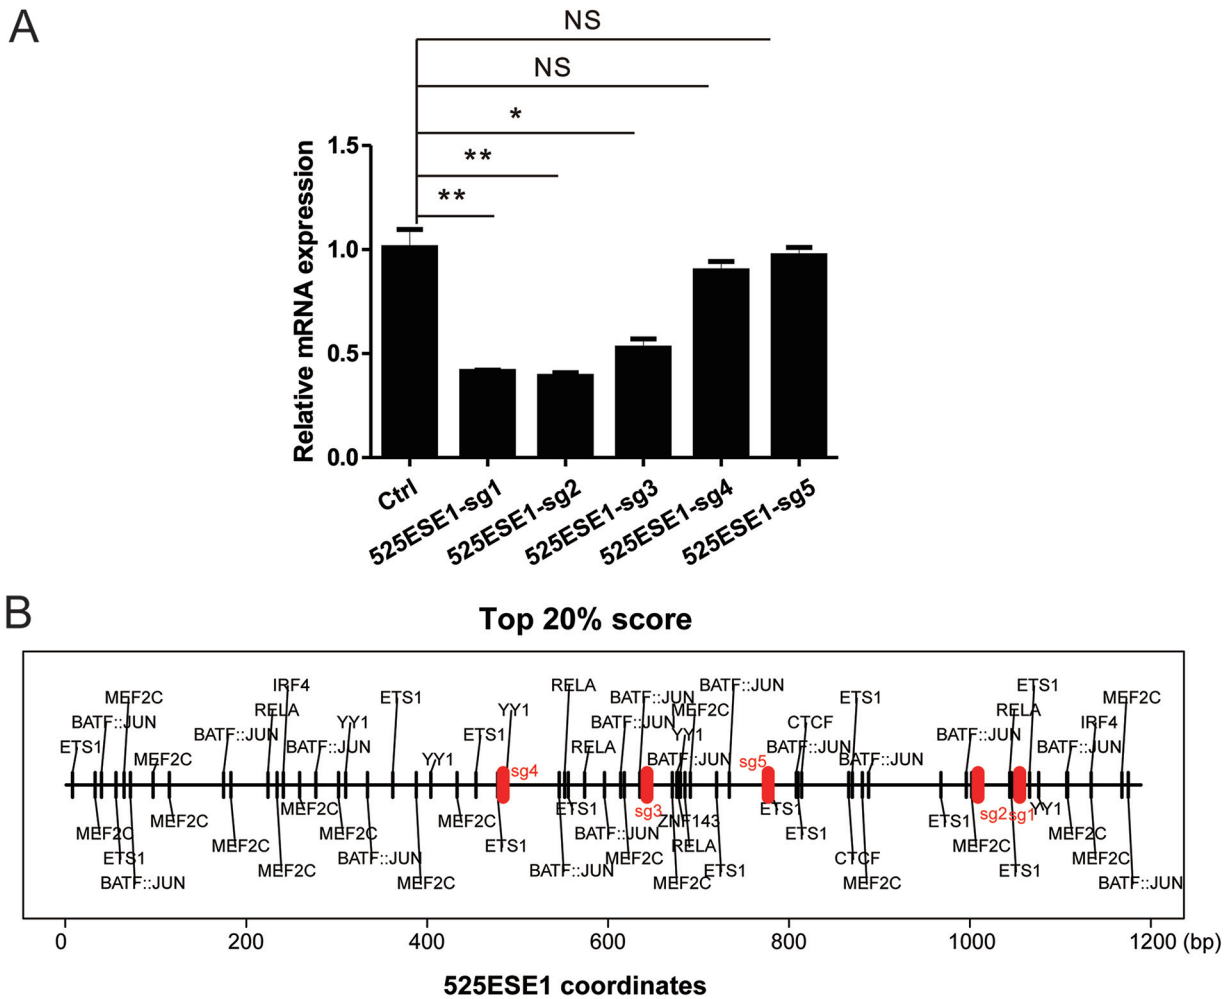 A
NS
NS
*
**
**
Relative mRNA expression
1.5
1.0
0.5
0.0
Ctrl
525ESE1-sg1
525ESE1-sg2
525ESE1-sg3
525ESE1-sg4
525ESE1-sg5
B
Top 20% score
IRF4 RELA BATF::JUN ETS1
MEF2C RELA ETS1 YY1 BATF::JUN MEF2C ETS1 RELA MEF2C
BATF::JUN YY1 BATF::JUN CTCF IRF4
BATF::JUN ETS1 YY1 BATF::JUN
ETS1 BATF::JUN RELA BATF::JUN BATF::JUN
MEF2C YY1 BATF::JUN sg5 BATF::JUN
sg4
MEF2C ETS1 sg3 ETS1 sg2 sg1 YY1
MEF2C MEF2C ZNF143 ETS1
MEF2C MEF2C BATF::JUN ETS1 MEF2C
MEF2C ETS1 RELA MEF2C
ETS1 BATF::JUN MEF2C CTCF MEF2C
MEF2C BATF::JUN ETS1 ETS1
BATF::JUN MEF2C MEF2C MEF2C BATF::JUN
0 200 400 600 800 1000 1200 (bp)
525ESE1 coordinates